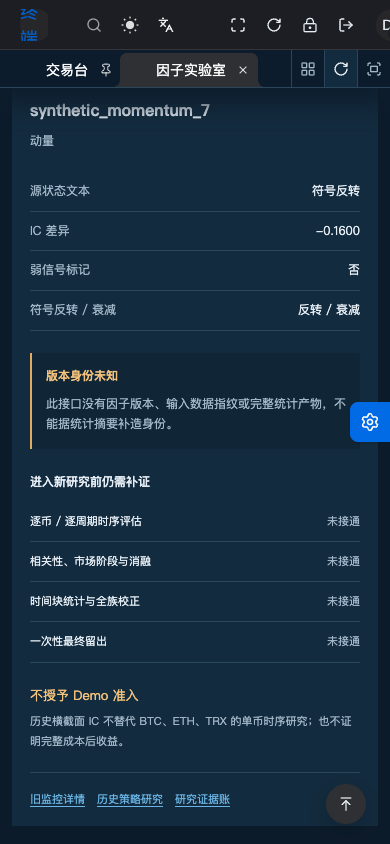 终
端
D
交易台
因子实验室
synthetic_momentum_7
动量
源状态文本 符号反转
IC 差异 −0.1600
弱信号标记 否
符号反转 / 衰减 反转 / 衰减
版本身份未知
此接口没有因子版本、输入数据指纹或完整统计产物，不
能据统计摘要补造身份。
进入新研究前仍需补证
逐币 / 逐周期时序评估 未接通
相关性、市场阶段与消融 未接通
时间块统计与全族校正 未接通
一次性最终留出 未接通
不授予 Demo 准入
历史横截面 IC 不替代 BTC、ETH、TRX 的单币时序研究；也不证
明完整成本后收益。
旧监控详情 历史策略研究 研究证据账